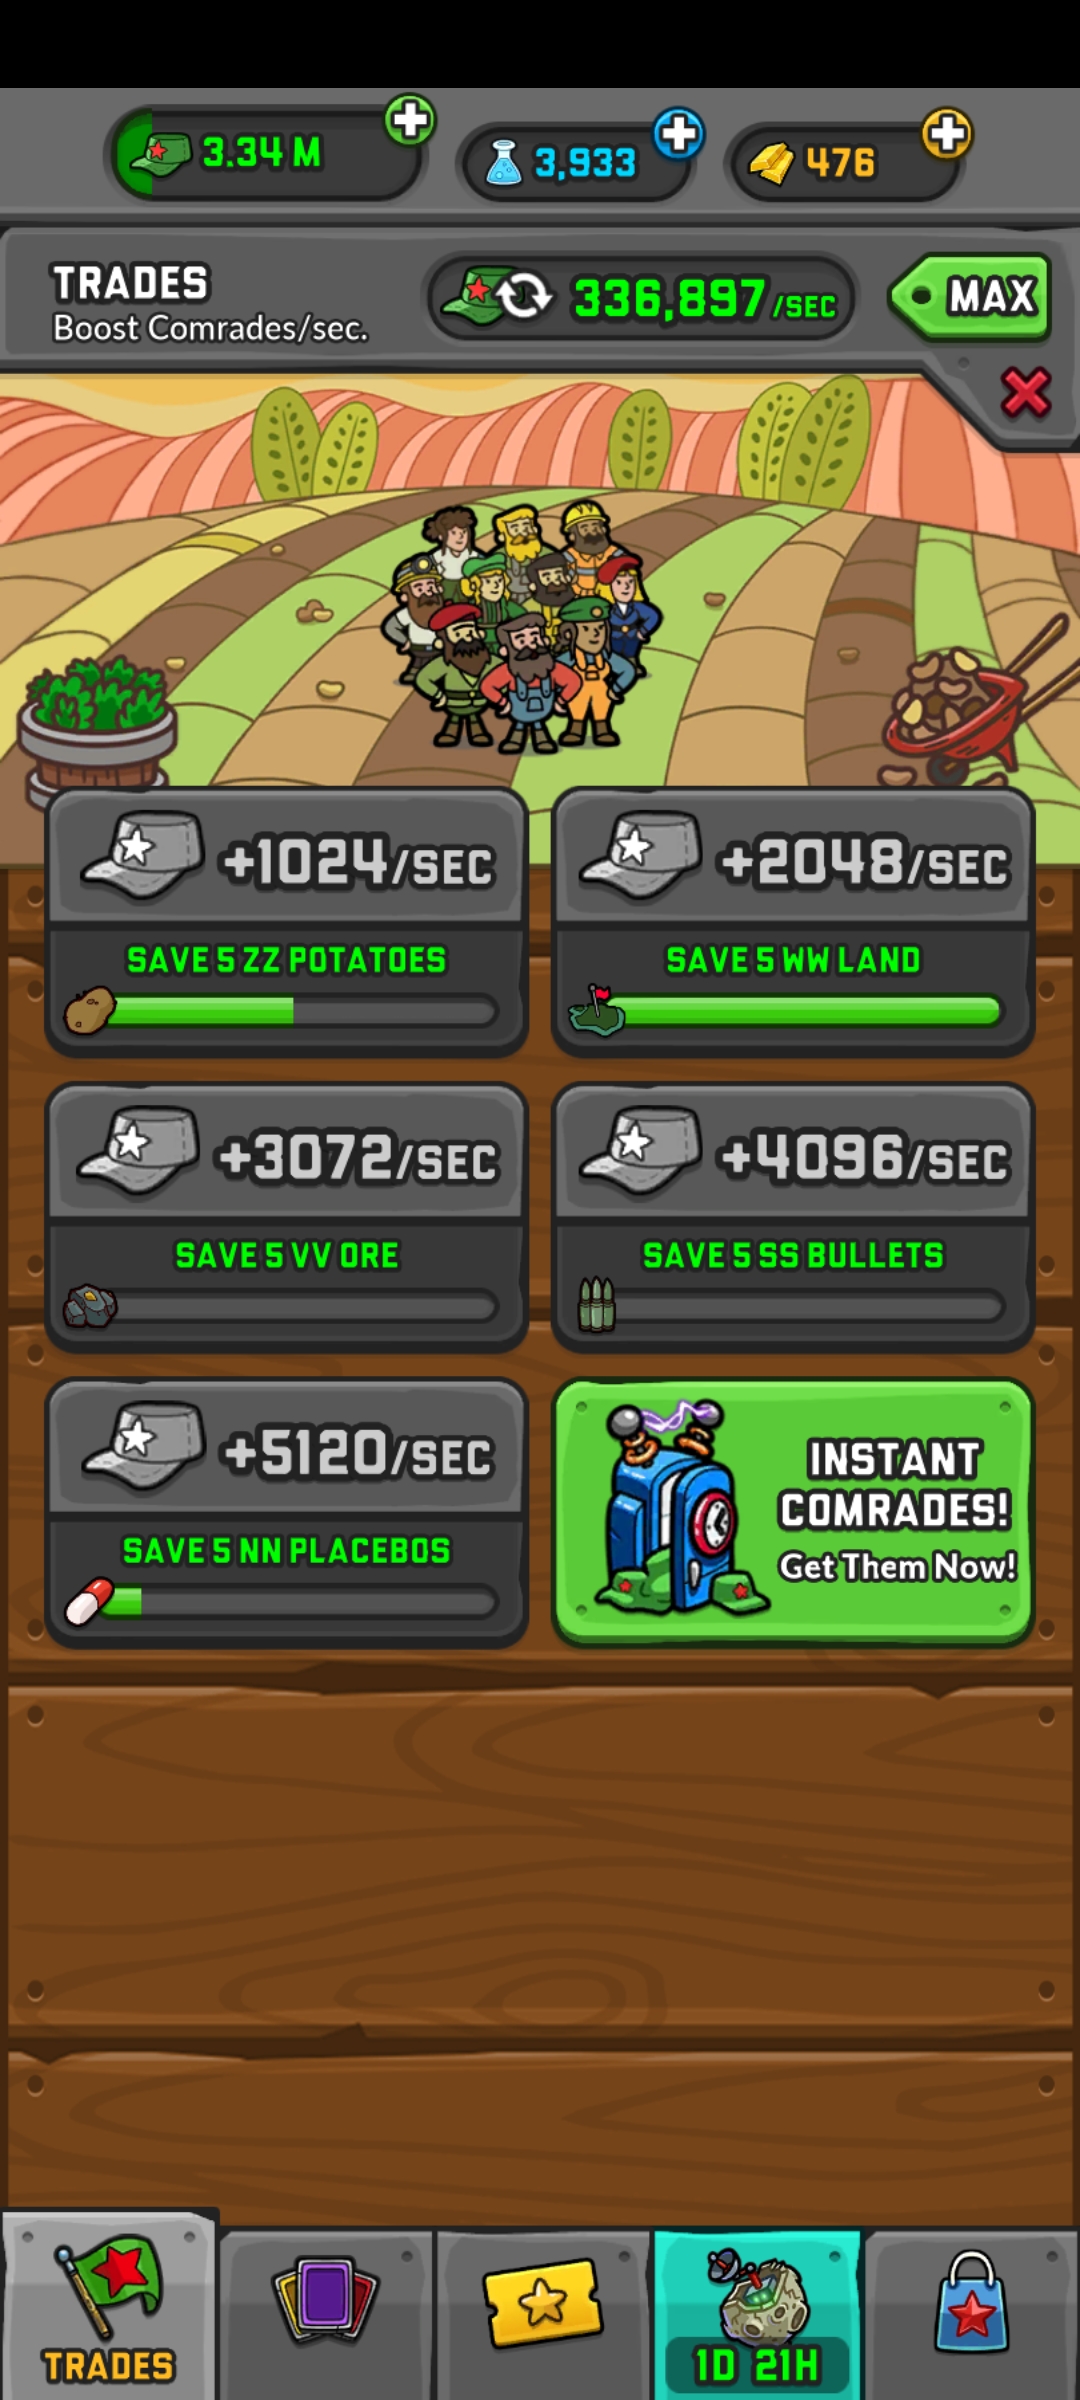 3.34 M
3,933
476
TRADES
Boost Comrades/sec.
336,897/SEC
MAX
+1024/SEC
+2048/SEC
SAVE 5 ZZ POTATOES
SAVE 5 WW LAND
+3072/SEC
+4096/SEC
SAVE 5 VV ORE
SAVE 5 SS BULLETS
+5120/SEC
SAVE 5 NN PLACEBOS
INSTANT
COMRADES!
Get Them Now!
TRADES
1D 21H